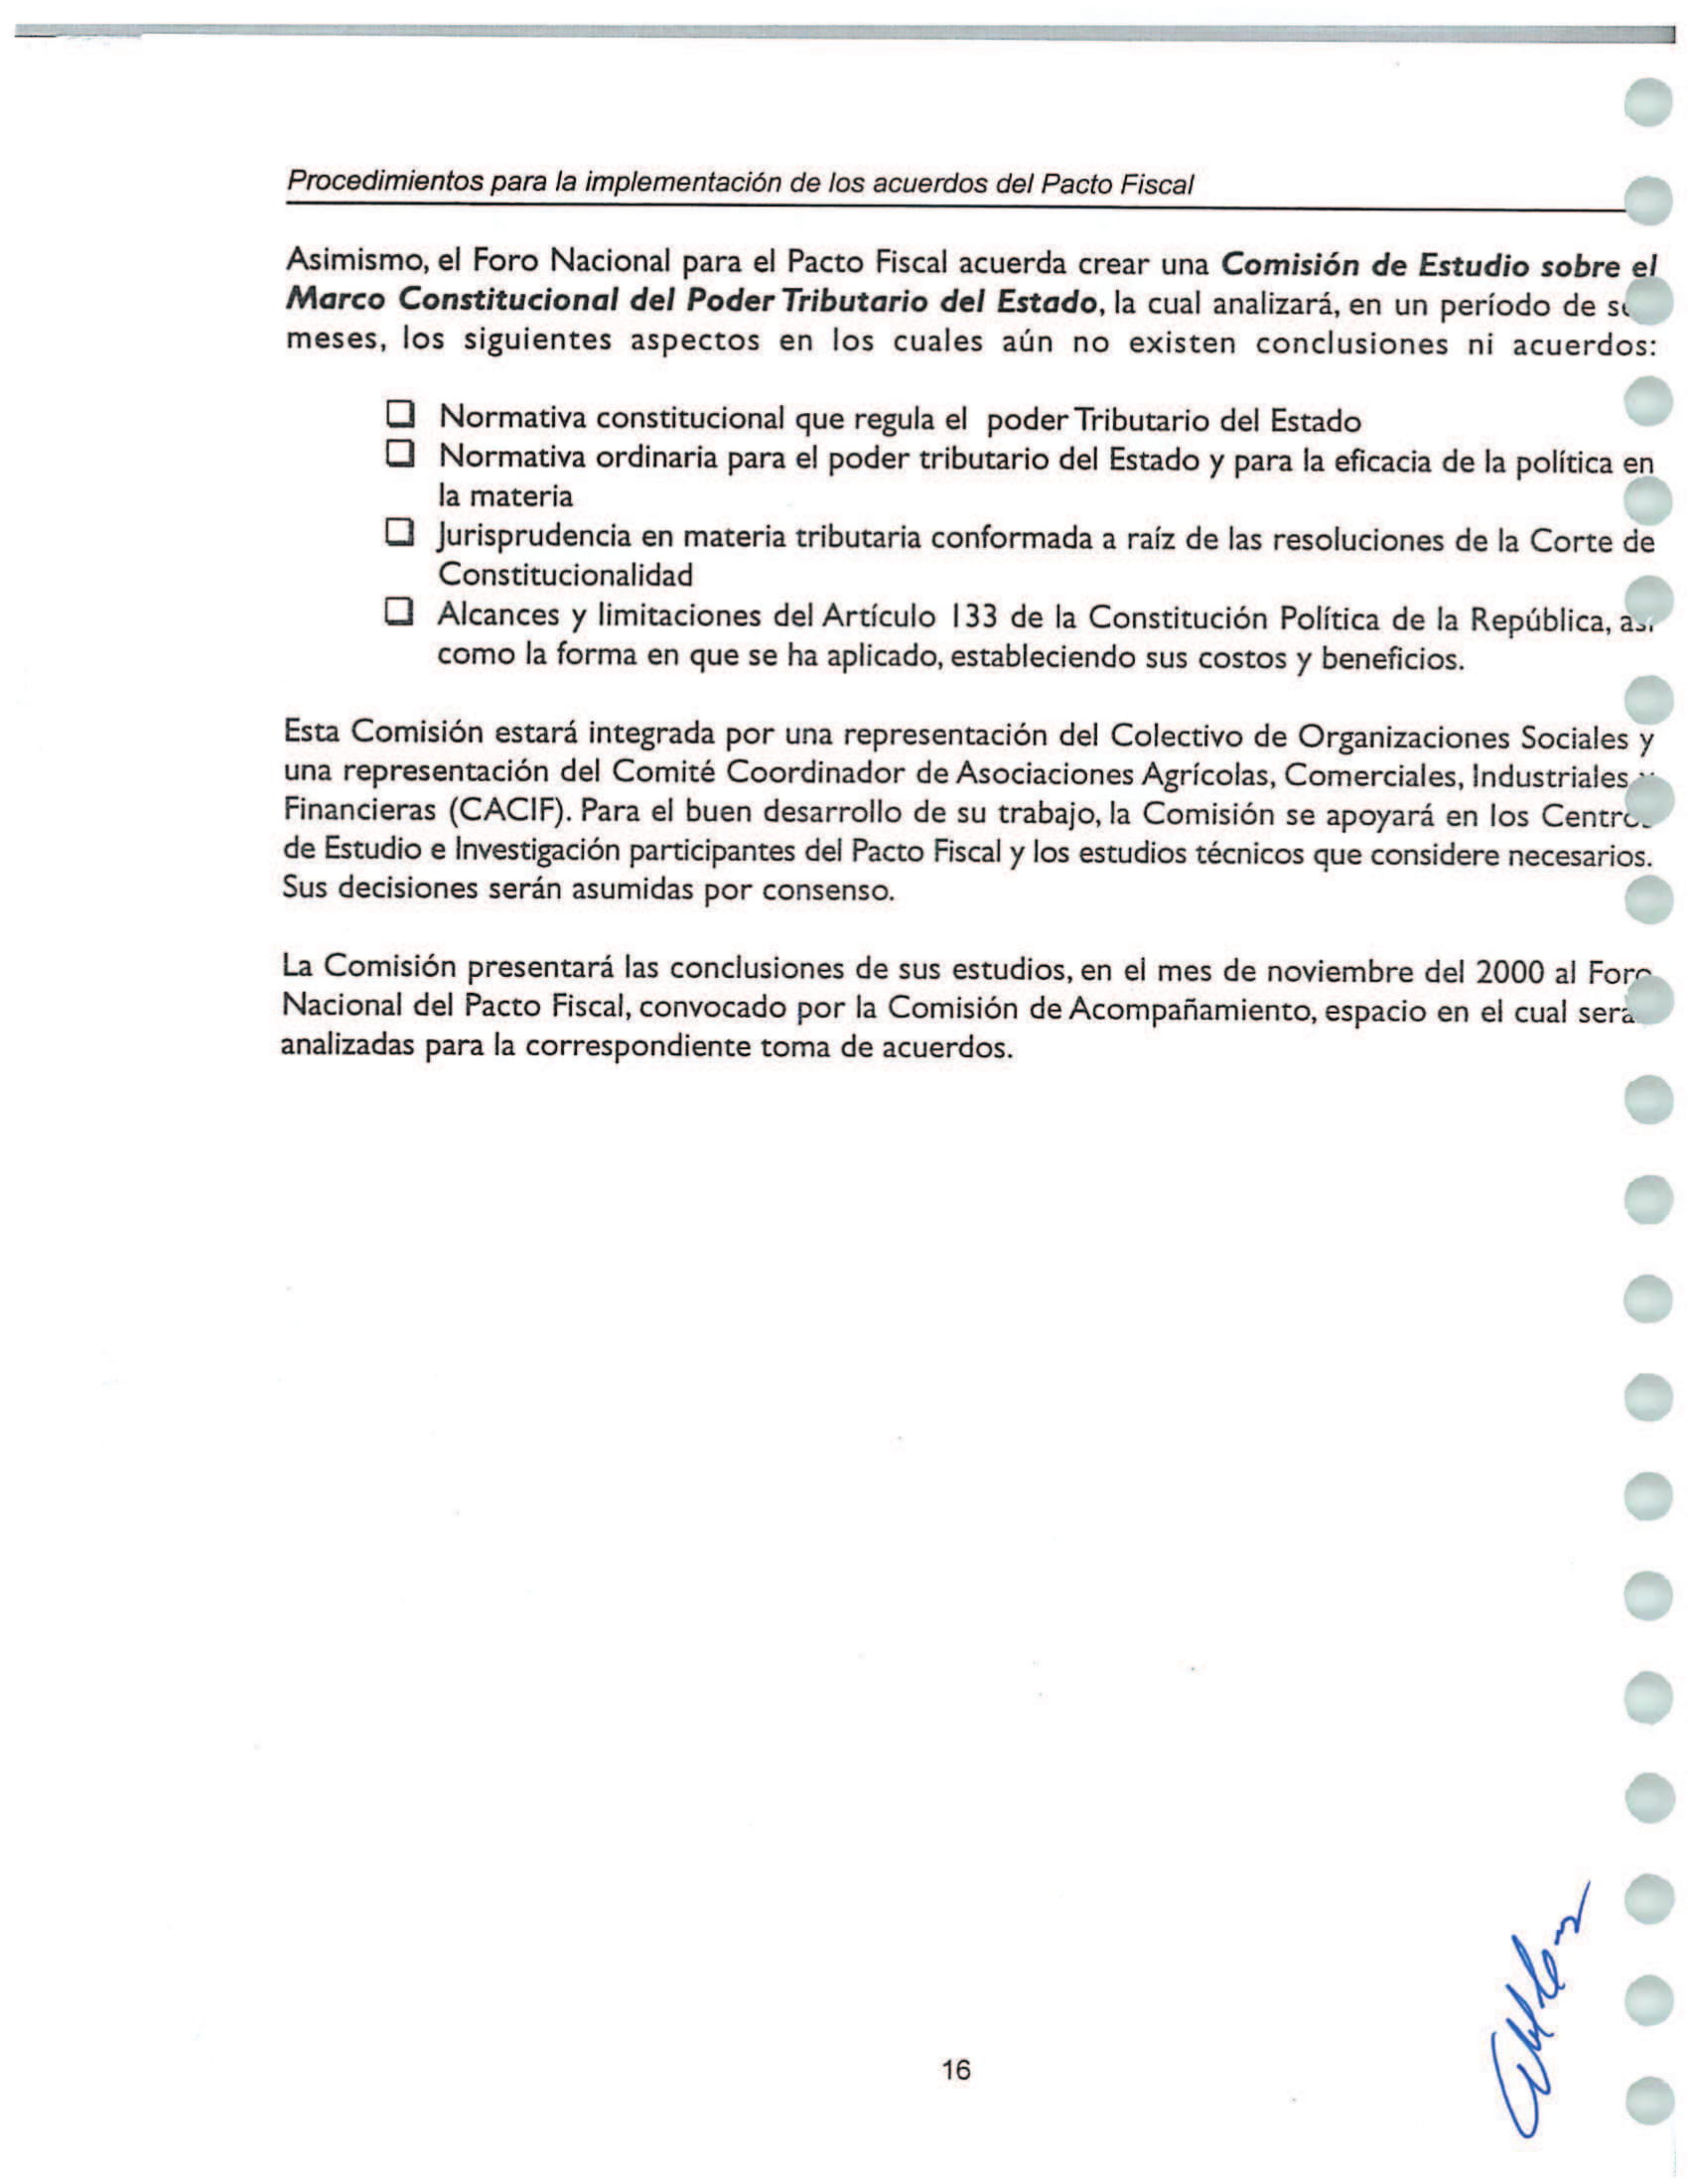 Procedimientos para la implementación de los acuerdos del Pacto Fiscal
Asimismo, el Foro Nacional para el Pacto Fiscal acuerda crear una Comisión de Estudio sobre el
Marco Constitucional del Poder Tributario del Estado, la cual analizará, en un período de
meses, los siguientes aspectos en los cuales aún no existen conclusiones ni acuerdos:
❑ Normativa constitucional que regula el poder Tributario del Estado
❑ Normativa ordinaria para el poder tributario del Estado y para la eficacia de la política en
la materia
❑ Jurisprudencia en materia tributaria conformada a raíz de las resoluciones de la Corte de
Constitucionalidad
❑ Alcances y limitaciones del Artículo 133 de la Constitución Política de la República, así
como la forma en que se ha aplicado, estableciendo sus costos y beneficios.
Esta Comisión estará integrada por una representación del Colectivo de Organizaciones Sociales y
una representación del Comité Coordinador de Asociaciones Agrícolas, Comerciales, Industriales y
Financieras (CACIF). Para el buen desarrollo de su trabajo, la Comisión se apoyará en los Centros
de Estudio e Investigación participantes del Pacto Fiscal y los estudios técnicos que considere necesarios.
Sus decisiones serán asumidas por consenso.
La Comisión presentará las conclusiones de sus estudios, en el mes de noviembre del 2000 al Foro
Nacional del Pacto Fiscal, convocado por la Comisión de Acompañamiento, espacio en el cual
analizadas para la correspondiente toma de acuerdos.
16